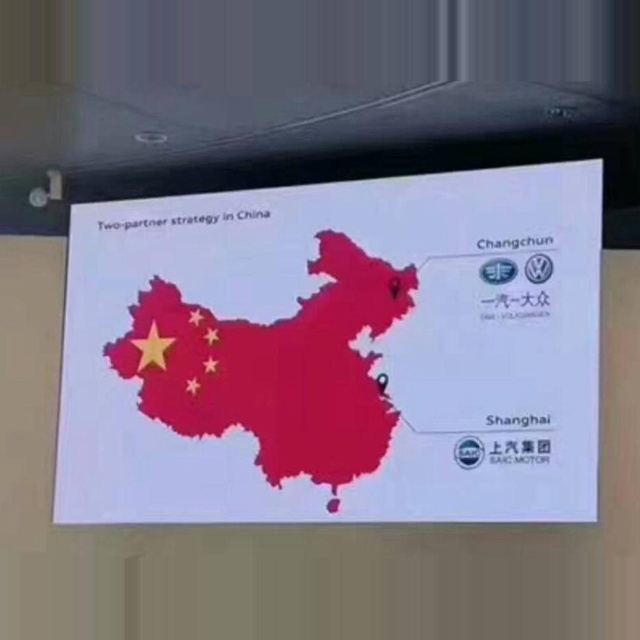 Two-partner strategy in China
Changchun
一汽-大众
FAW-VOLKSWAGEN
Shanghai
SAIC
上汽集团
SAIC MOTOR